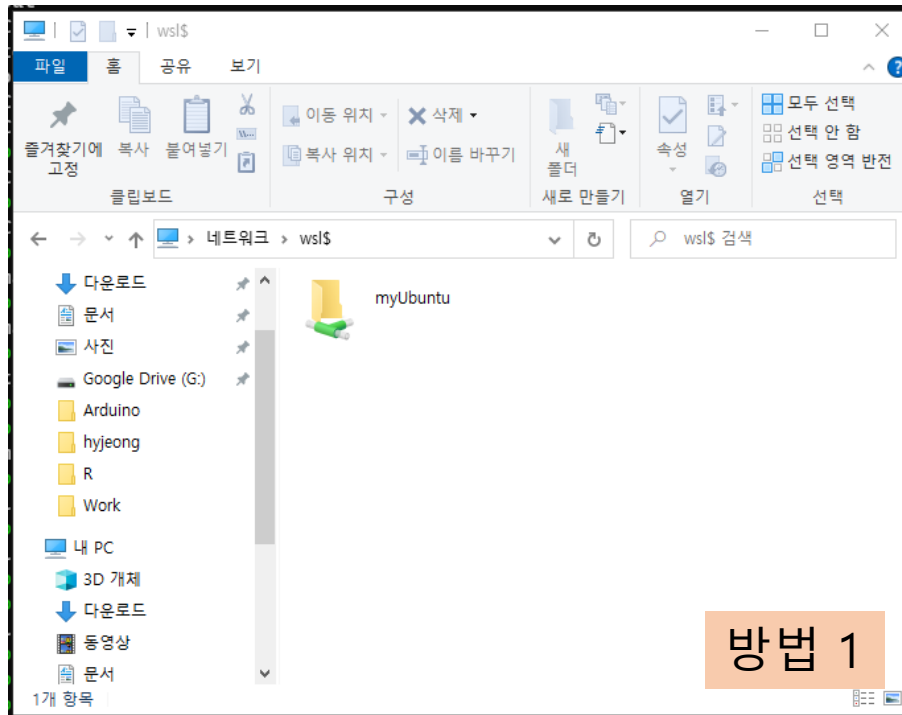 wsl$
파일 홈 공유 보기
즐겨찾기에
고정
복사
붙여넣기
클립보드
이동 위치
복사 위치
삭제
이름 바꾸기
구성
새
폴더
새로 만들기
속성
열기
모두 선택
선택 안 함
선택 영역 반전
선택
네트워크 > wsl$
wsl$ 검색
다운로드
문서
사진
Google Drive (G:)
Arduino
hyjeong
R
Work
내 PC
3D 개체
다운로드
동영상
문서
myUbuntu
방법 1
1개 항목